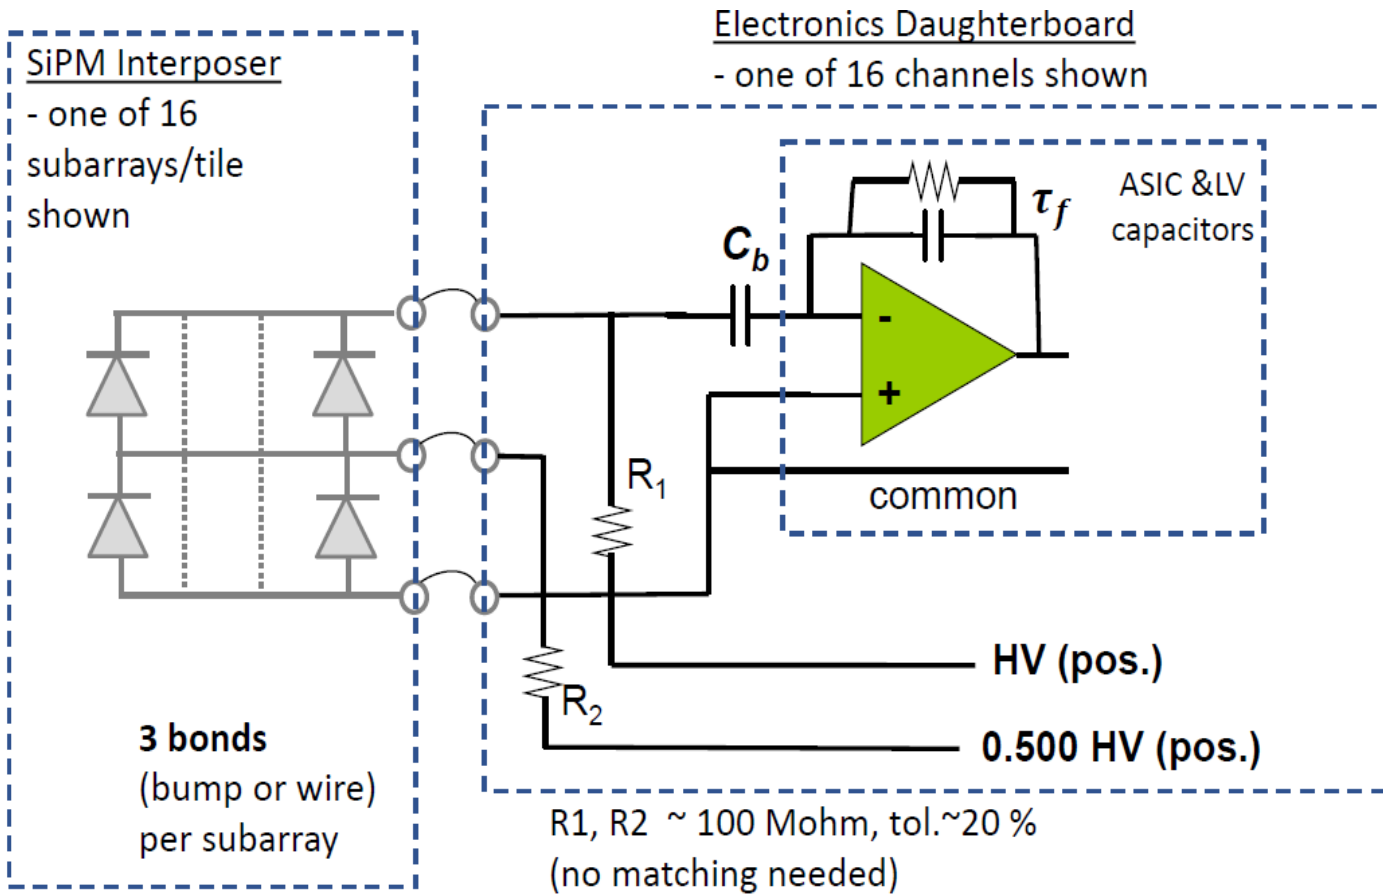 SiPM Interposer
- one of 16
subarrays/tile
shown
Electronics Daughterboard
- one of 16 channels shown
ASIC &LV
capacitors
τf
Cb
-
+
R1
common
R2
HV (pos.)
0.500 HV (pos.)
3 bonds
(bump or wire)
per subarray
R1, R2 ~ 100 Mohm, tol.~20 %
(no matching needed)